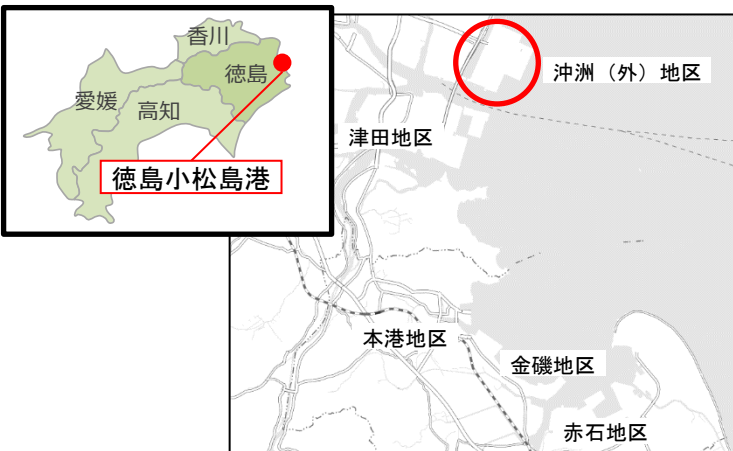 香川
徳島
愛媛
高知
徳島小松島港
沖洲（外）地区
津田地区
本港地区
金磯地区
赤石地区